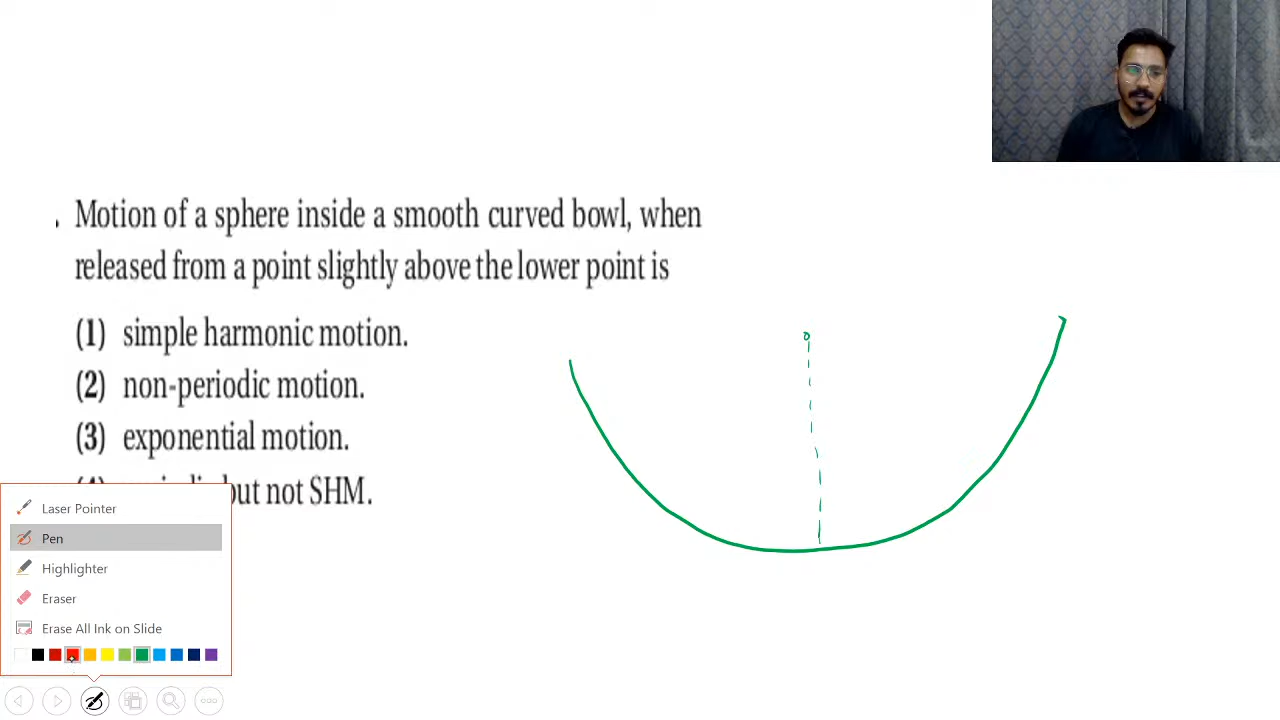 . Motion of a sphere inside a smooth curved bowl, when
released from a point slightly above the lower point is
(1) simple harmonic motion.
(2) non-periodic motion.
(3) exponential motion.
but not SHM.
Laser Pointer
Pen
Highlighter
Eraser
Erase All Ink on Slide